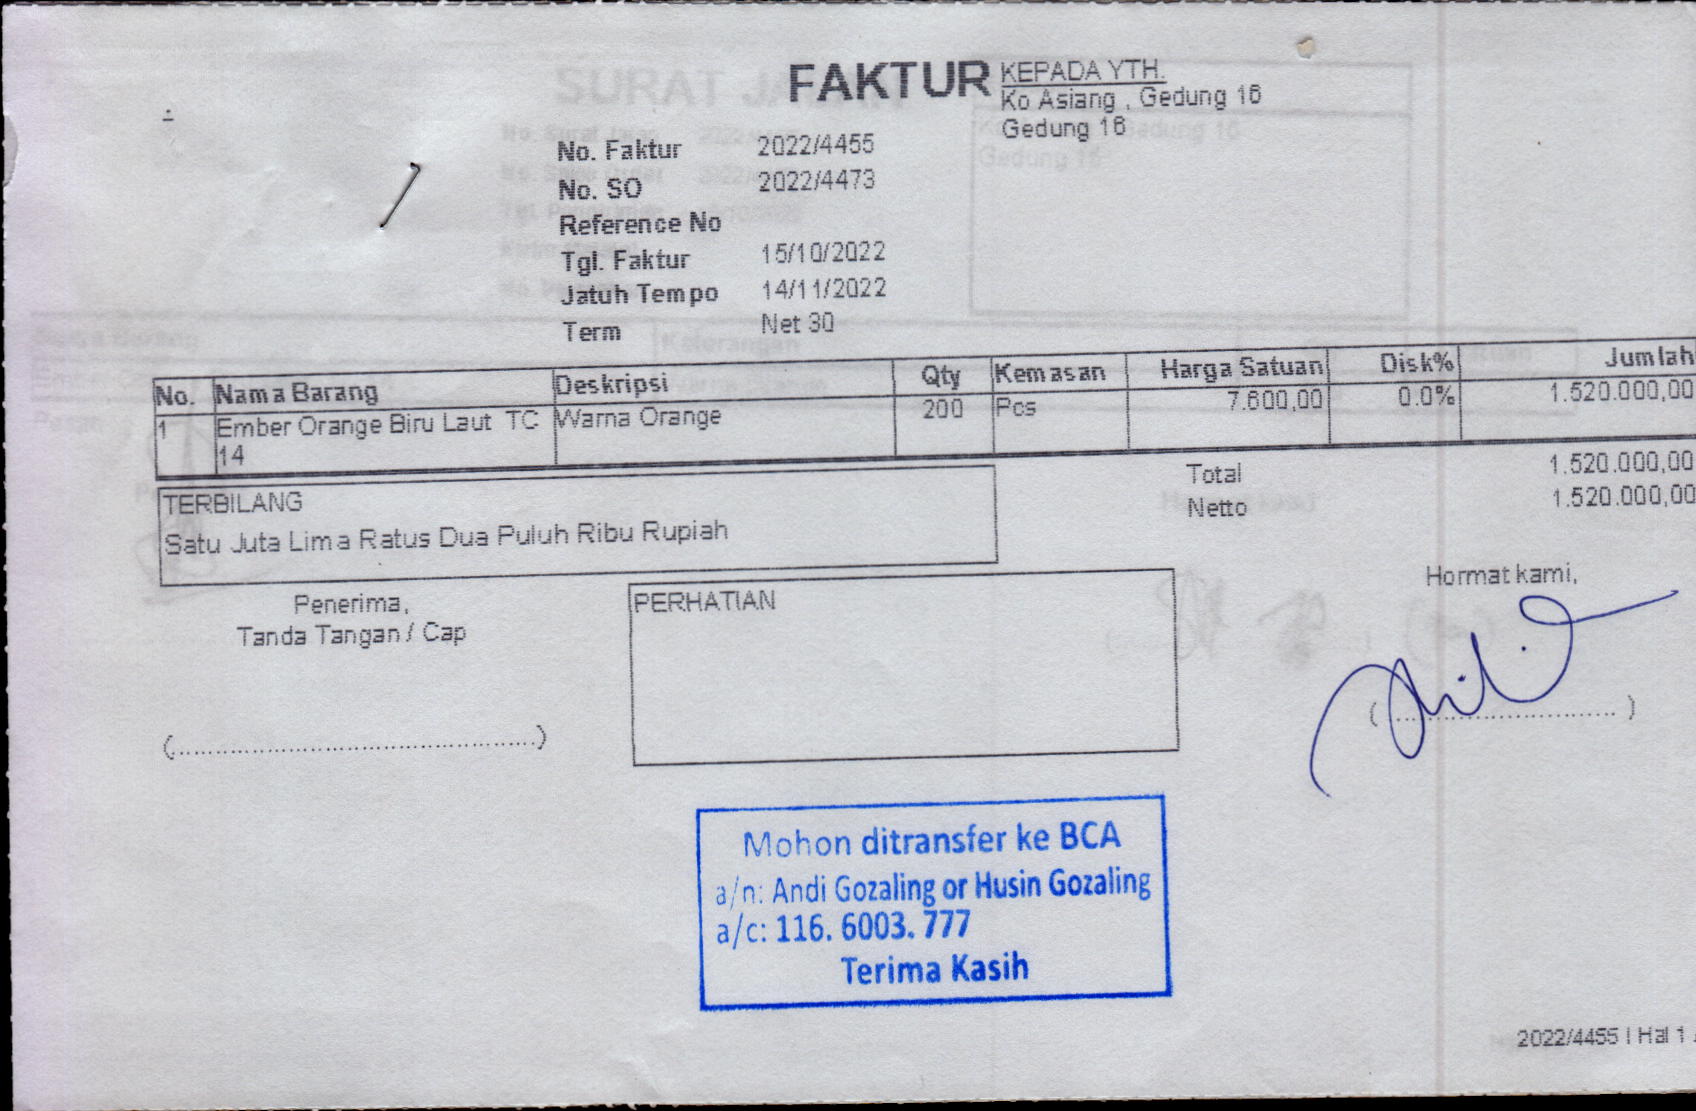 FAKTUR
KEPADA YTH.
Ko Asiang , Gedung 16
Gedung 16
No. Faktur 2022/4455
No. SO 2022/4473
Reference No
Tgl. Faktur 15/10/2022
Jatuh Tempo 14/11/2022
Term Net 30
No. Nama Barang Deskripsi Qty Kemasan Harga Satuan Disk% Jumlah
1 Ember Orange Biru Laut TC Warna Orange 200 Pcs 7.600,00 0.0% 1.520.000,00
14
Total 1.520.000,00
Netto 1.520.000,00
TERBILANG
Satu Juta Lima Ratus Dua Puluh Ribu Rupiah
Penerima,
Tanda Tangan / Cap
PERHATIAN
Hormat kami,
Mohon ditransfer ke BCA
a/n: Andi Gozaling or Husin Gozaling
a/c: 116. 6003. 777
Terima Kasih
2022/4455 | Hal 1